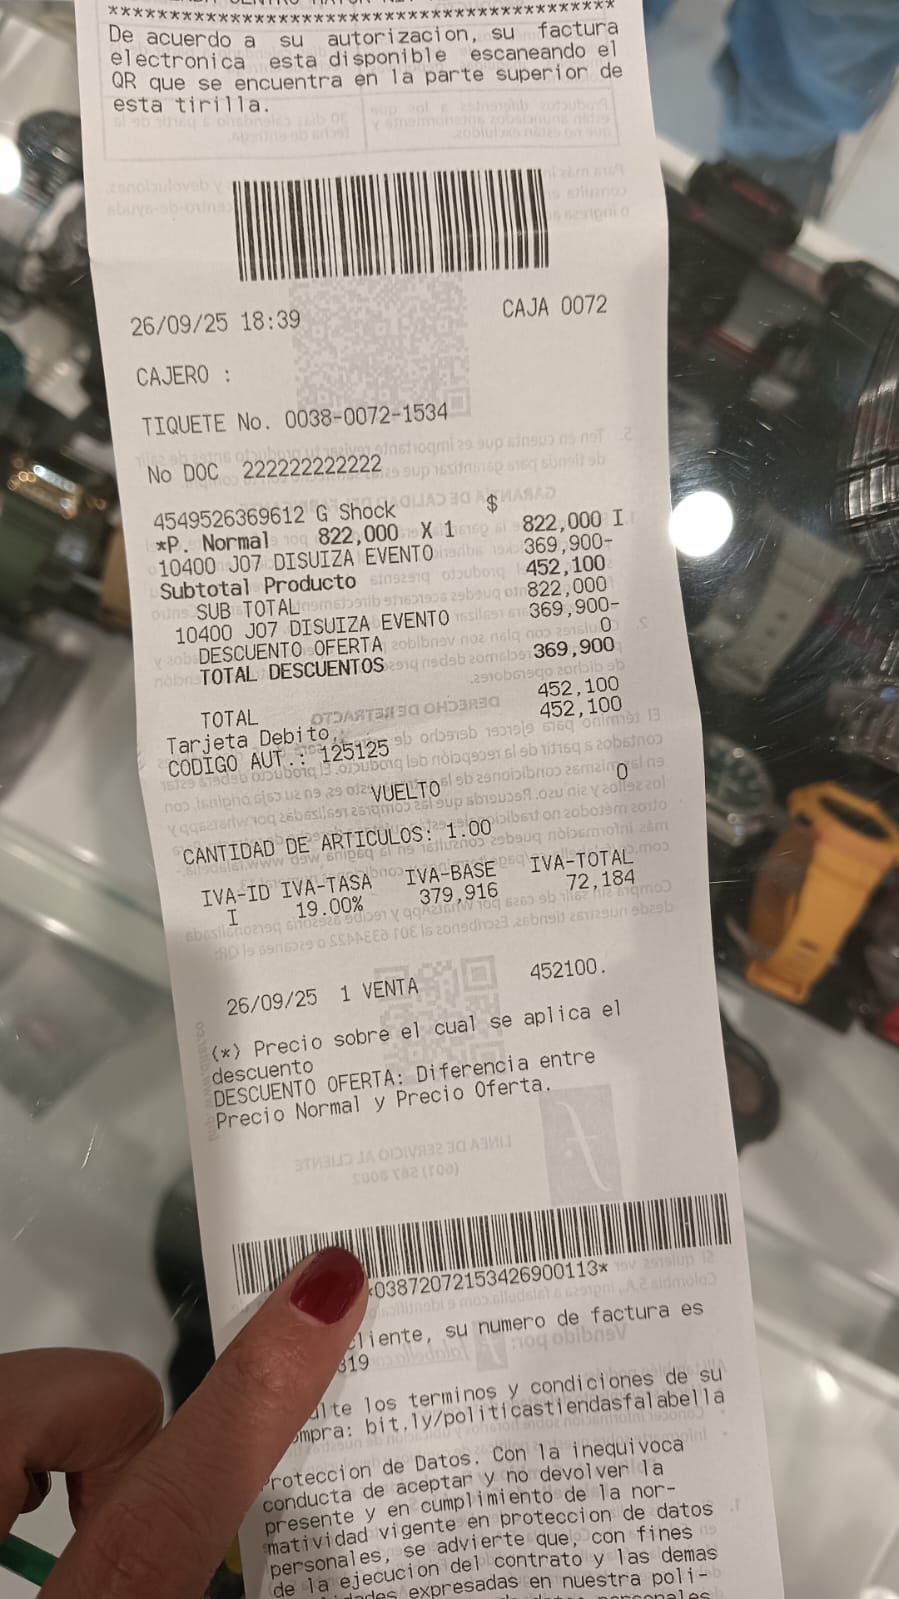 ****************************************
De acuerdo a su autorizacion, su factura
electronica esta disponible escaneando el
QR que se encuentra en la parte superior de
esta tirilla.
26/09/25 18:39 CAJA 0072
CAJERO :
TIQUETE No. 0038-0072-1534
No DOC 222222222222
$
4549526369612 G Shock
*P. Normal 822,000 X 1 822,000 I
10400 J07 DISUIZA EVENTO 369,900-
Subtotal Producto 452,100
SUB TOTAL 822,000
10400 J07 DISUIZA EVENTO 369,900-
DESCUENTO OFERTA 0
TOTAL DESCUENTOS 369,900
TOTAL 452,100
Tarjeta Debito, 452,100
CODIGO AUT.: 125125
VUELTO 0
CANTIDAD DE ARTICULOS: 1.00
IVA-ID IVA-TASA IVA-BASE IVA-TOTAL
I 19.00% 379,916 72,184
26/09/25 1 VENTA 452100.
(*) Precio sobre el cual se aplica el
descuento
DESCUENTO OFERTA: Diferencia entre
Precio Normal y Precio Oferta.
*03872072153426900113*
cliente, su numero de factura es
319
los terminos y condiciones de su
bit.ly/politicastiendasfalabella
Proteccion de Datos. Con la inequivoca
conducta de aceptar y no devolver la
presente y en cumplimiento de la nor-
matividad vigente en proteccion de datos
personales, se advierte que, con fines
de la ejecucion del contrato y las demas
expresadas en nuestra poli-